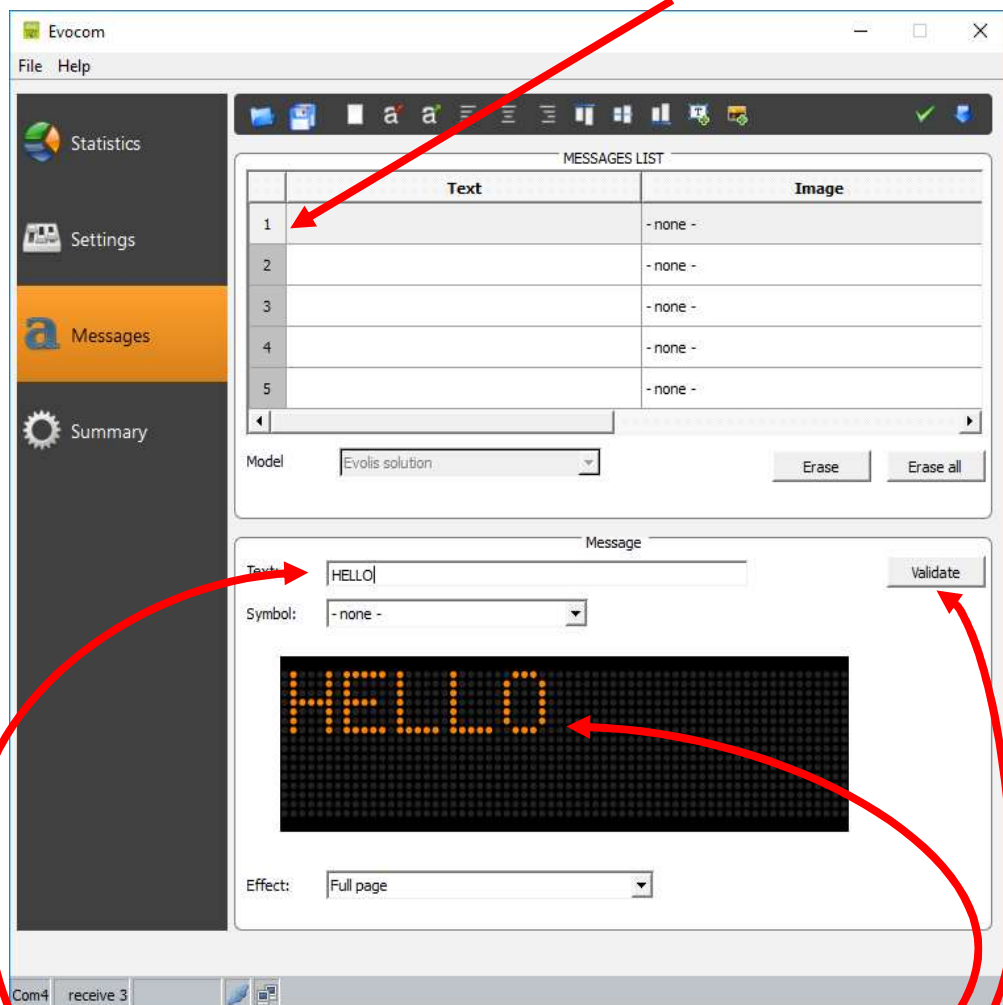 Evocom
File Help
Statistics
Settings
Messages
Summary
MESSAGES LIST
Text Image
1 - none -
2 - none -
3 - none -
4 - none -
5 - none -
Model Evolis solution Erase Erase all
Message
Text: HELLO Validate
Symbol: - none -
HELLO
Effect: Full page
Com4 receive 3